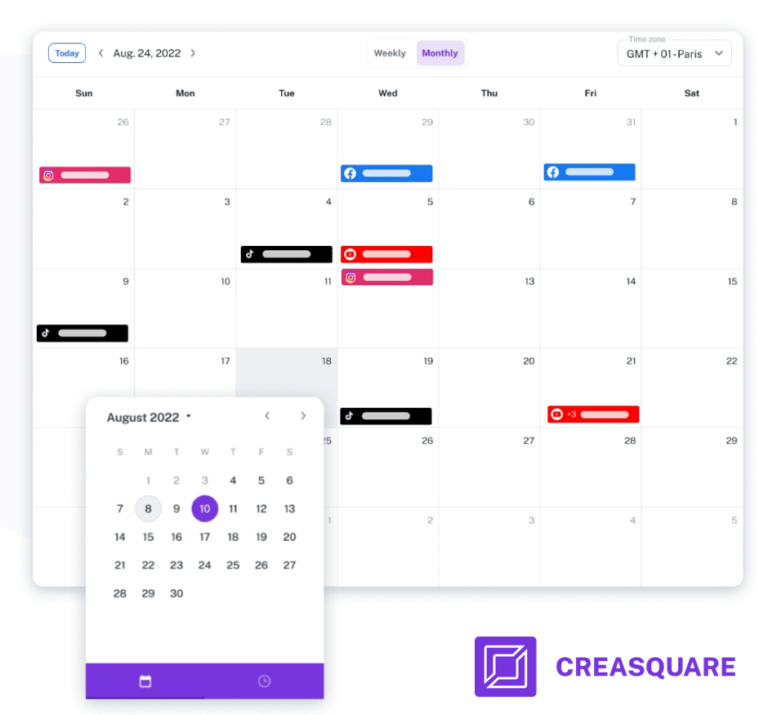 Time zone
Today < Aug. 24, 2022 > Weekly Monthly GMT + 01 - Paris
Sun Mon Tue Wed Thu Fri Sat
26 27 28 29 30 31 1
2 3 4 5 6 7 8
9 10 11 13 14 15
16 17 18 19 20 21 22
+3
August 2022 < >
25 26 27 28 29
S M T W T F S
1 2 3 4 5 6
7 8 9 10 11 12 13
1 2 3 4 5
14 15 16 17 18 19 20
21 22 23 24 25 26 27
28 29 30
CREASQUARE